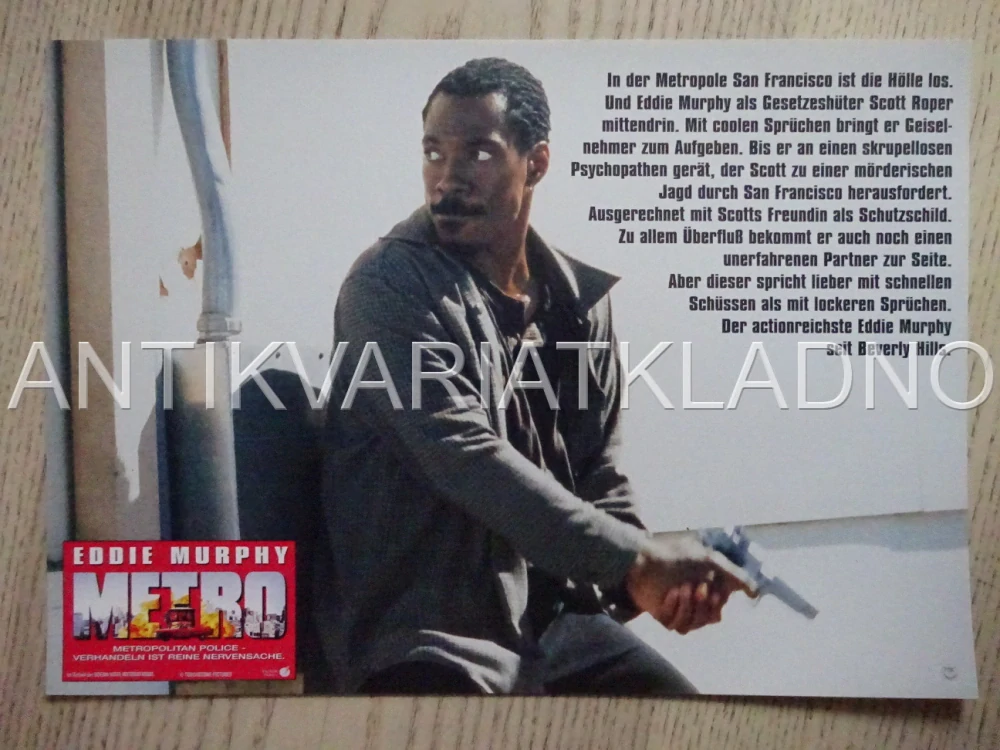 In der Metropole San Francisco ist die Hölle los.
Und Eddie Murphy als Gesetzeshüter Scott Roper
mittendrin. Mit coolen Sprüchen bringt er Geisel-
nehmer zum Aufgeben. Bis er an einen skrupellosen
Psychopathen gerät, der Scott zu einer mörderischen
Jagd durch San Francisco herausfordert.
Ausgerechnet mit Scotts Freundin als Schutzschild.
Zu allem Überfluß bekommt er auch noch einen
unerfahrenen Partner zur Seite.
Aber dieser spricht lieber mit schnellen
Schüssen als mit lockeren Sprüchen.
Der actionreichste Eddie Murphy
seit Beverly Hills.
ANTIKVARIATKLADNO
EDDIE MURPHY
METRO
METROPOLITAN POLICE -
VERHANDELN IST REINE NERVENSACHE.